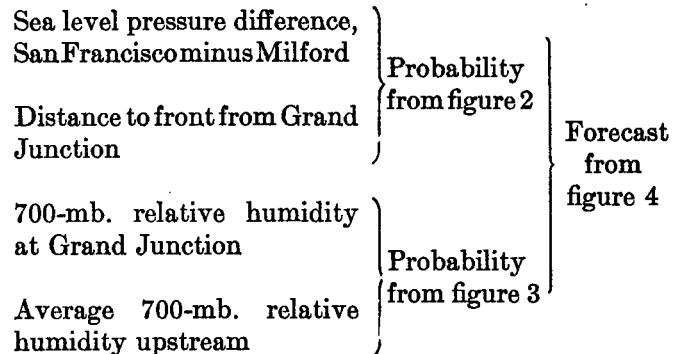 Sea level pressure difference,
San Francisco minus Milford
Distance to front from Grand
Junction
Probability
from figure 2
700-mb. relative humidity
at Grand Junction
Average 700-mb. relative
humidity upstream
Probability
from figure 3
Forecast
from
figure 4